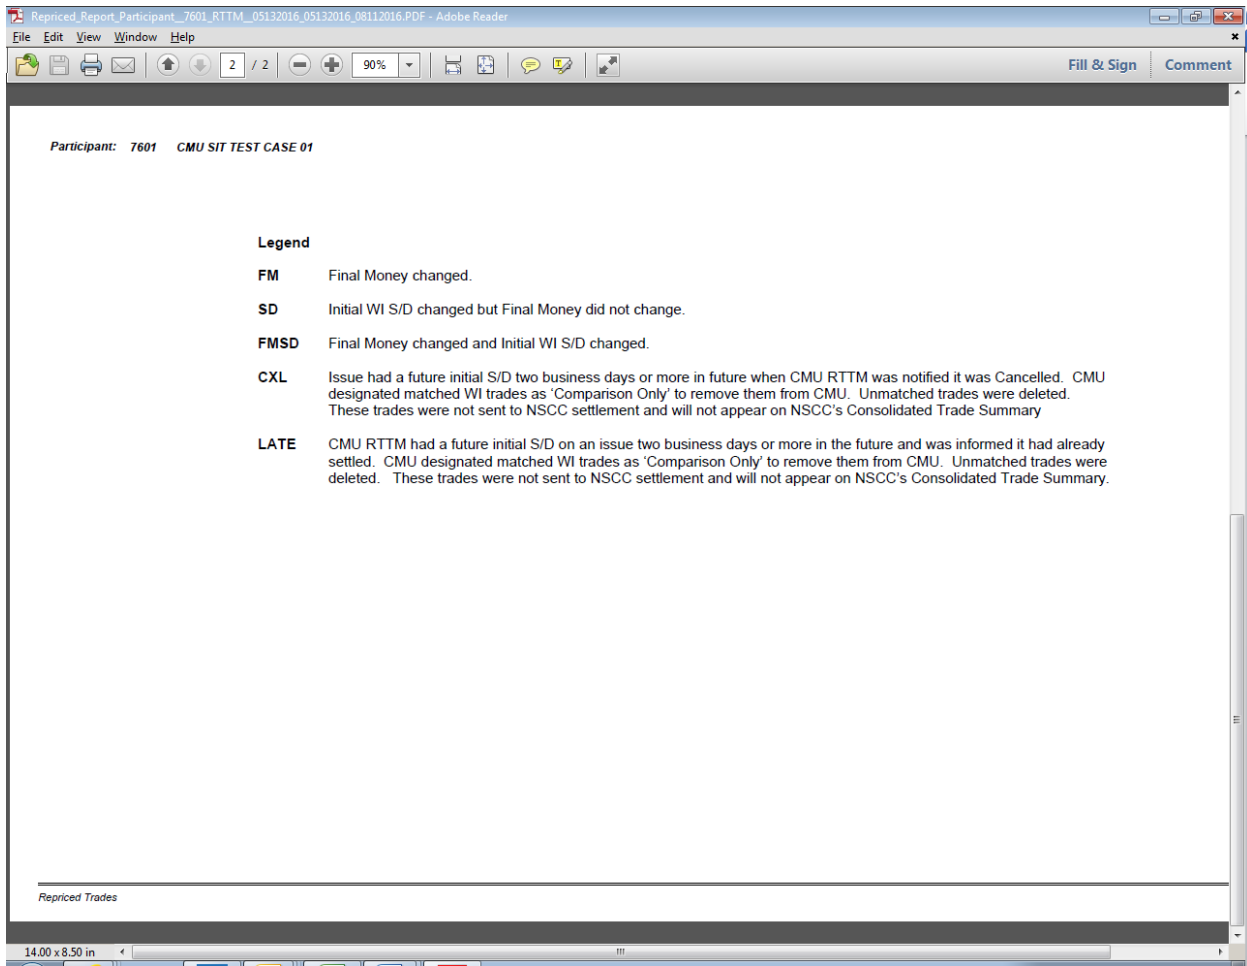 Repriced_Report_Participant__7601_RTTM__05132016_05132016_08112016.PDF - Adobe Reader
File Edit View Window Help
2 / 2 90% Fill & Sign Comment
Participant: 7601 CMU SIT TEST CASE 01
Legend
FM Final Money changed.
SD Initial WI S/D changed but Final Money did not change.
FMSD Final Money changed and Initial WI S/D changed.
CXL Issue had a future initial S/D two business days or more in future when CMU RTTM was notified it was Cancelled. CMU
designated matched WI trades as ‘Comparison Only’ to remove them from CMU. Unmatched trades were deleted.
These trades were not sent to NSCC settlement and will not appear on NSCC’s Consolidated Trade Summary
LATE CMU RTTM had a future initial S/D on an issue two business days or more in the future and was informed it had already
settled. CMU designated matched WI trades as ‘Comparison Only’ to remove them from CMU. Unmatched trades were
deleted. These trades were not sent to NSCC settlement and will not appear on NSCC’s Consolidated Trade Summary.
Repriced Trades
14.00 x 8.50 in